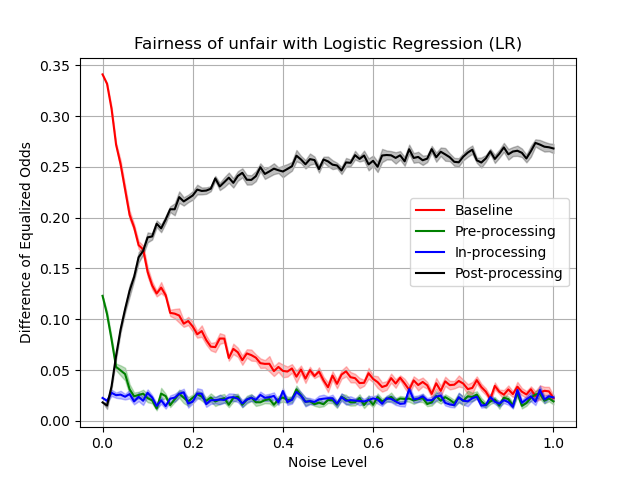 Fairness of unfair with Logistic Regression (LR)
Difference of Equalized Odds
0.35
0.30
0.25
0.20
0.15
0.10
0.05
0.00
Baseline
Pre-processing
In-processing
Post-processing
0.0 0.2 0.4 0.6 0.8 1.0
Noise Level